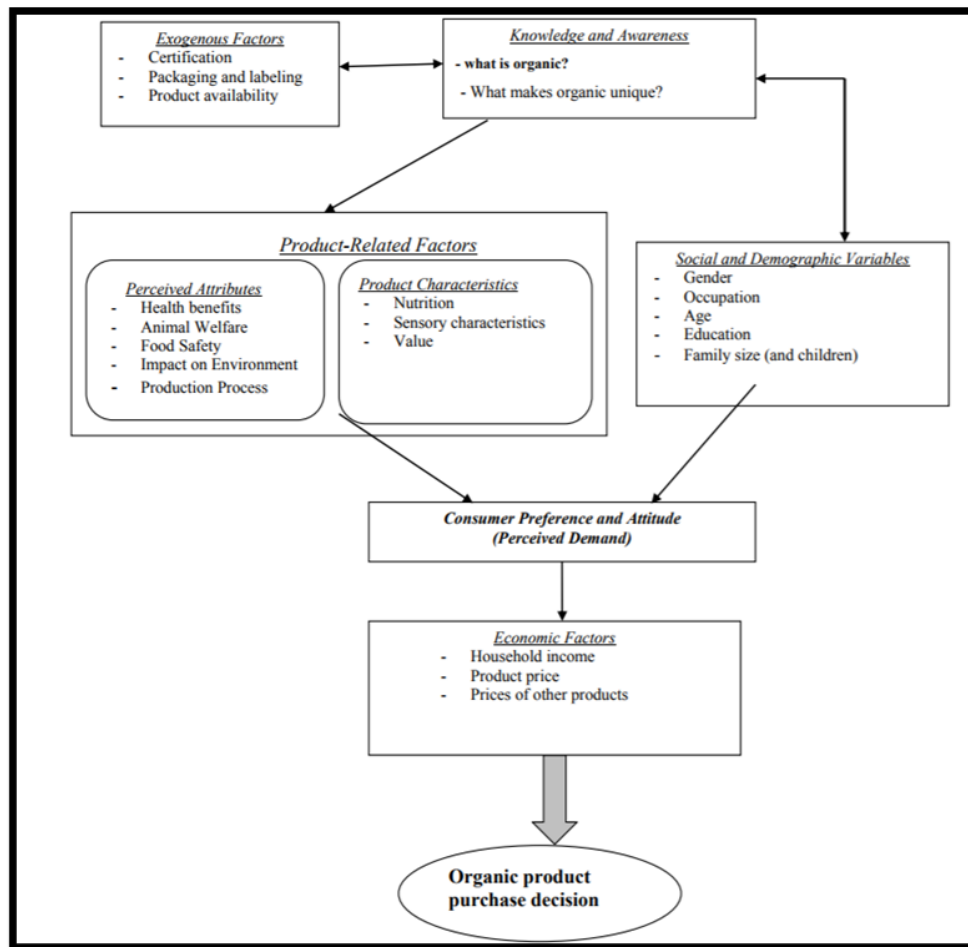 Exogenous Factors
- Certification
- Packaging and labeling
- Product availability
Knowledge and Awareness
- what is organic?
- What makes organic unique?
Product-Related Factors
Perceived Attributes
- Health benefits
- Animal Welfare
- Food Safety
- Impact on Environment
- Production Process
Product Characteristics
- Nutrition
- Sensory characteristics
- Value
Social and Demographic Variables
- Gender
- Occupation
- Age
- Education
- Family size (and children)
Consumer Preference and Attitude
(Perceived Demand)
Economic Factors
- Household income
- Product price
- Prices of other products
Organic product
purchase decision